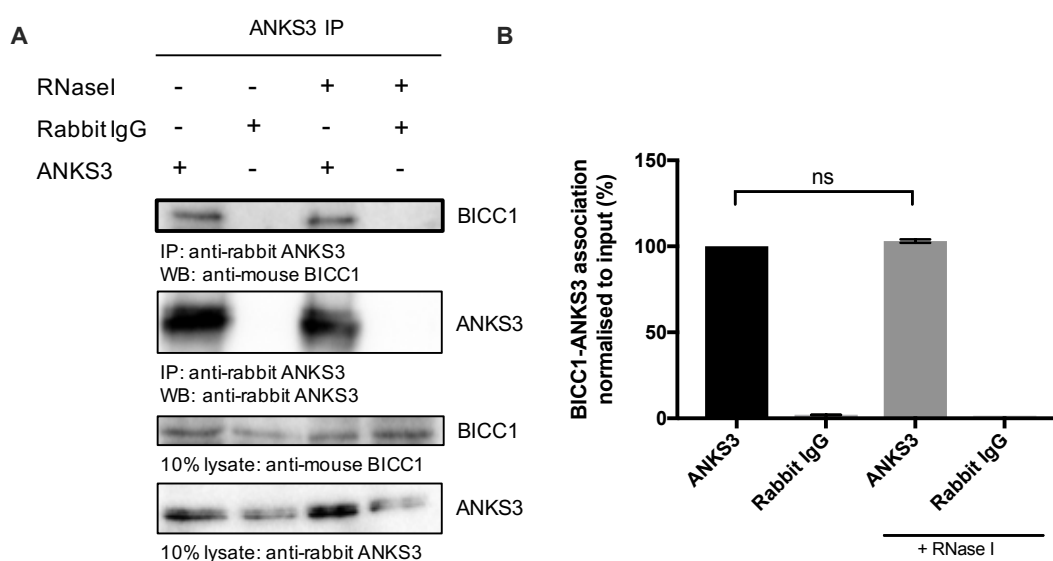 A
ANKS3 IP
RNaseI - - + +
Rabbit IgG - + - +
ANKS3 + - + -
BICC1
IP: anti-rabbit ANKS3
WB: anti-mouse BICC1
ANKS3
IP: anti-rabbit ANKS3
WB: anti-rabbit ANKS3
BICC1
10% lysate: anti-mouse BICC1
ANKS3
10% lysate: anti-rabbit ANKS3
B
BICC1-ANKS3 association
normalised to input (%)
150
100
50
0
ns
ANKS3
Rabbit IgG
ANKS3
Rabbit IgG
+ RNase I